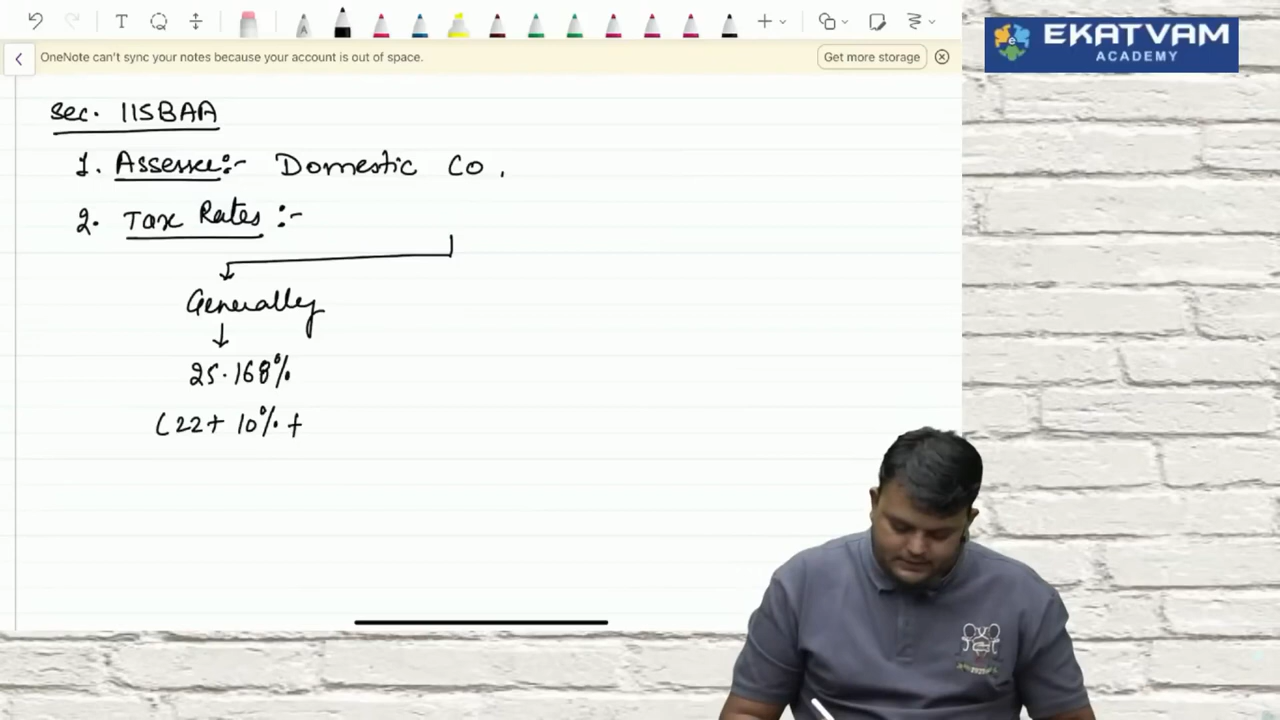 OneNote can't sync your notes because your account is out of space.
Get more storage
EKATVAM
ACADEMY
Sec. 115BAA
1. Assessee:- Domestic Co.
2. Tax Rates :-
Generally
25.168%
(22+ 10% +